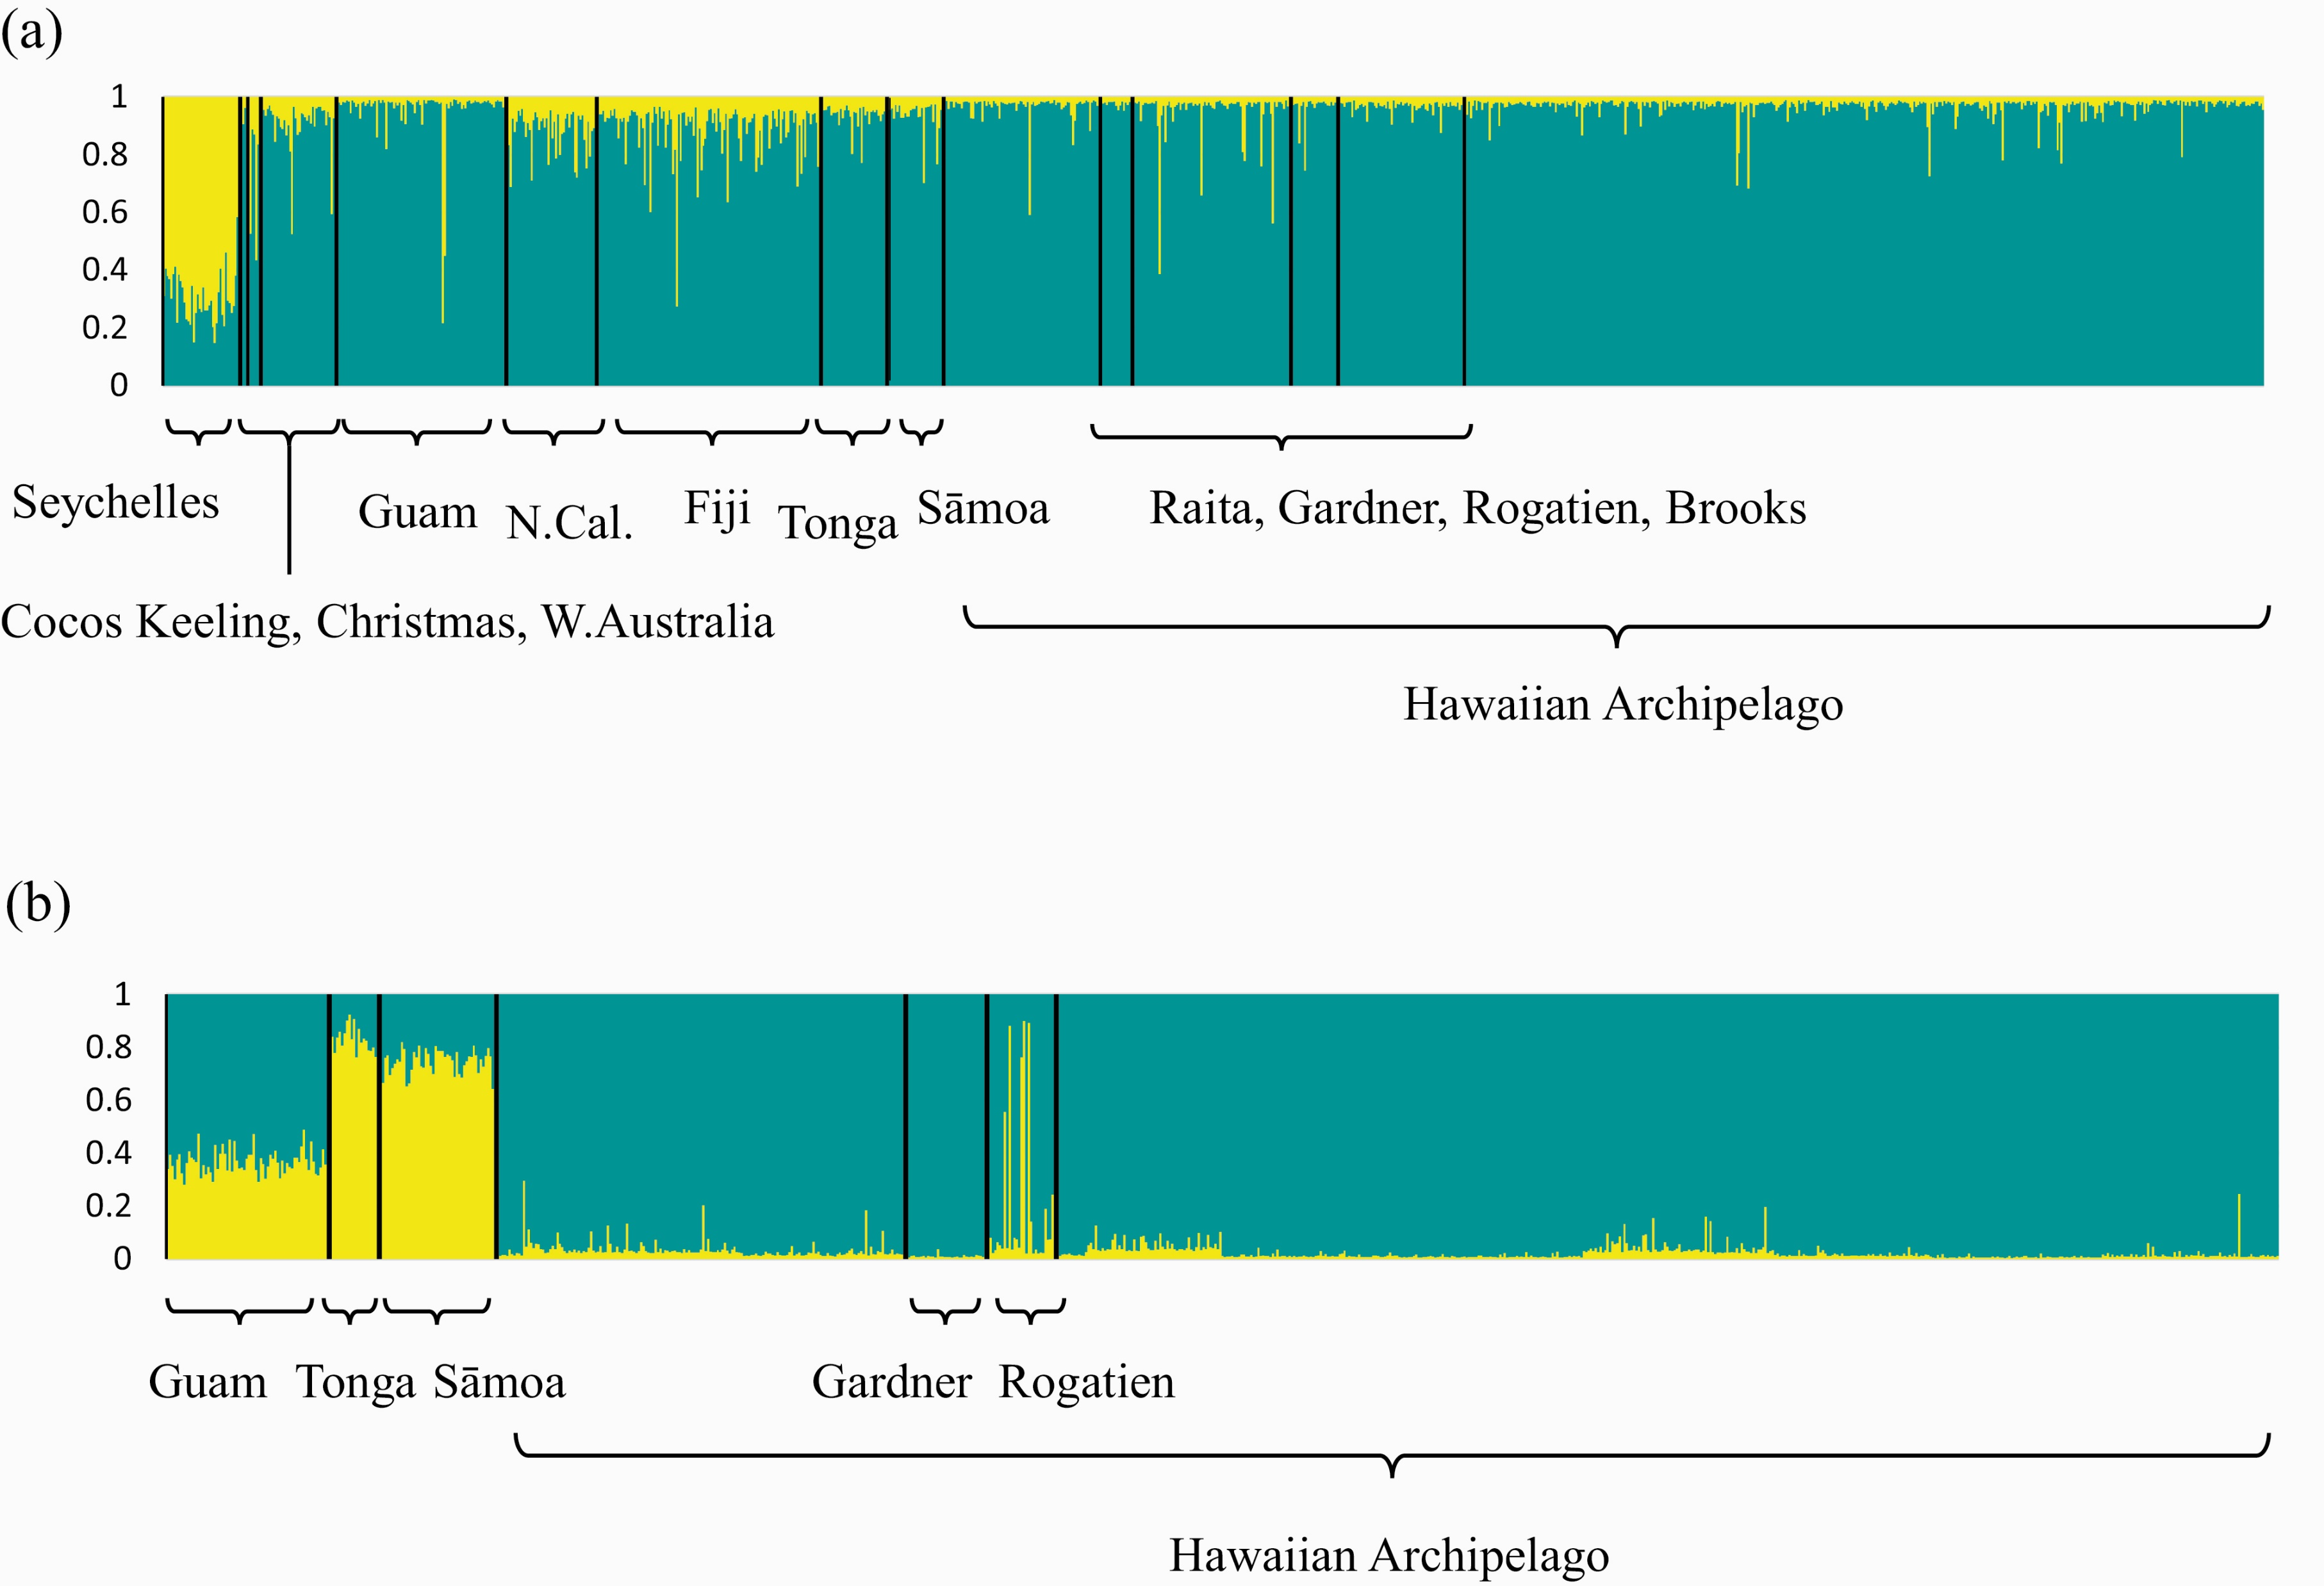 (a)
1
0.8
0.6
0.4
0.2
0
Seychelles
Guam
N.Cal.
Fiji
Tonga
Sāmoa
Raita, Gardner, Rogatien, Brooks
Cocos Keeling, Christmas, W.Australia
Hawaiian Archipelago
(b)
1
0.8
0.6
0.4
0.2
0
Guam
Tonga
Sāmoa
Gardner
Rogatien
Hawaiian Archipelago